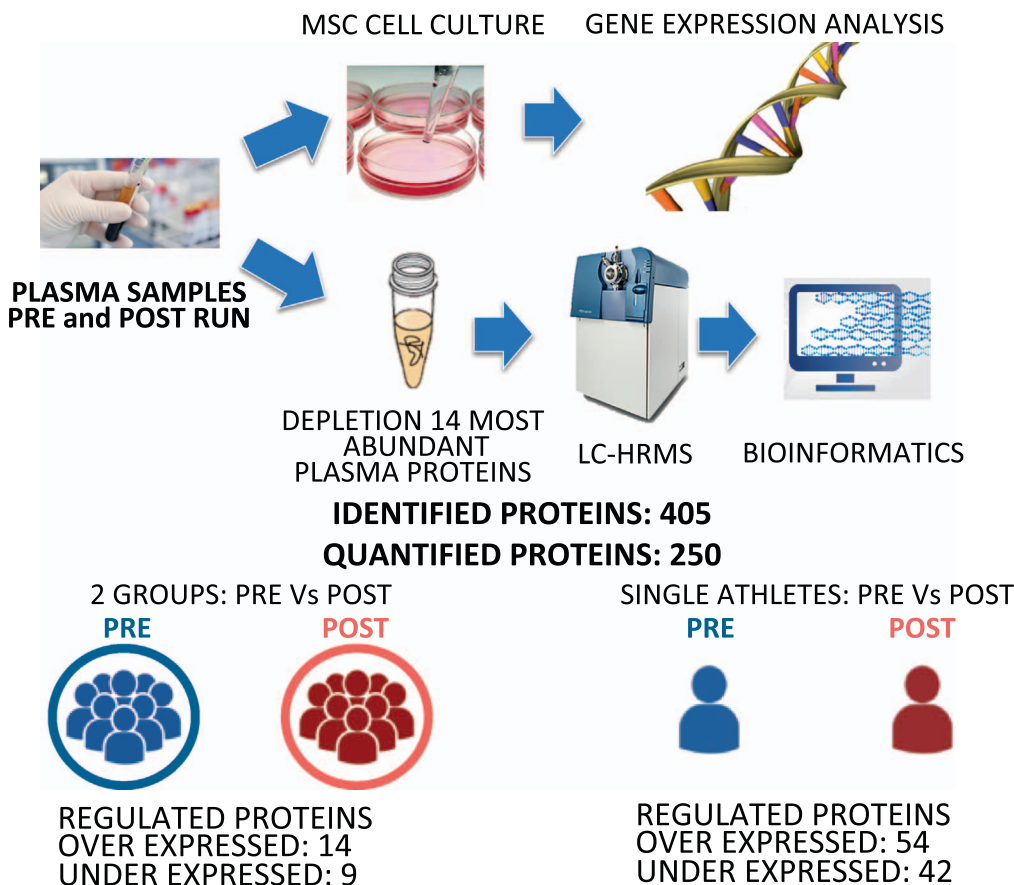 MSC CELL CULTURE
GENE EXPRESSION ANALYSIS
PLASMA SAMPLES
PRE and POST RUN
DEPLETION 14 MOST
ABUNDANT
PLASMA PROTEINS
LC-HRMS
BIOINFORMATICS
IDENTIFIED PROTEINS: 405
QUANTIFIED PROTEINS: 250
2 GROUPS: PRE Vs POST
PRE
POST
REGULATED PROTEINS
OVER EXPRESSED: 14
UNDER EXPRESSED: 9
SINGLE ATHLETES: PRE Vs POST
PRE
POST
REGULATED PROTEINS
OVER EXPRESSED: 54
UNDER EXPRESSED: 42